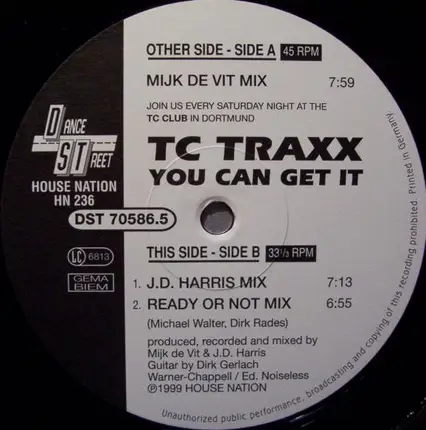 OTHER SIDE - SIDE A 45 RPM
MIJK DE VIT MIX 7:59
JOIN US EVERY SATURDAY NIGHT AT THE
TC CLUB IN DORTMUND
TC TRAXX
YOU CAN GET IT
DANCE
STREET
HOUSE NATION
HN 236
DST 70586.5
LC 6813
GEMA
BIEM
THIS SIDE - SIDE B 33 1/3 RPM
1. J.D. HARRIS MIX 7:13
2. READY OR NOT MIX 6:55
(Michael Walter, Dirk Rades)
produced, recorded and mixed by
Mijk de Vit & J.D. Harris
Guitar by Dirk Gerlach
Warner-Chappell / Ed. Noiseless
℗1999 HOUSE NATION
Unauthorized public performance, broadcasting and copying of this recording prohibited. Printed in Germany.